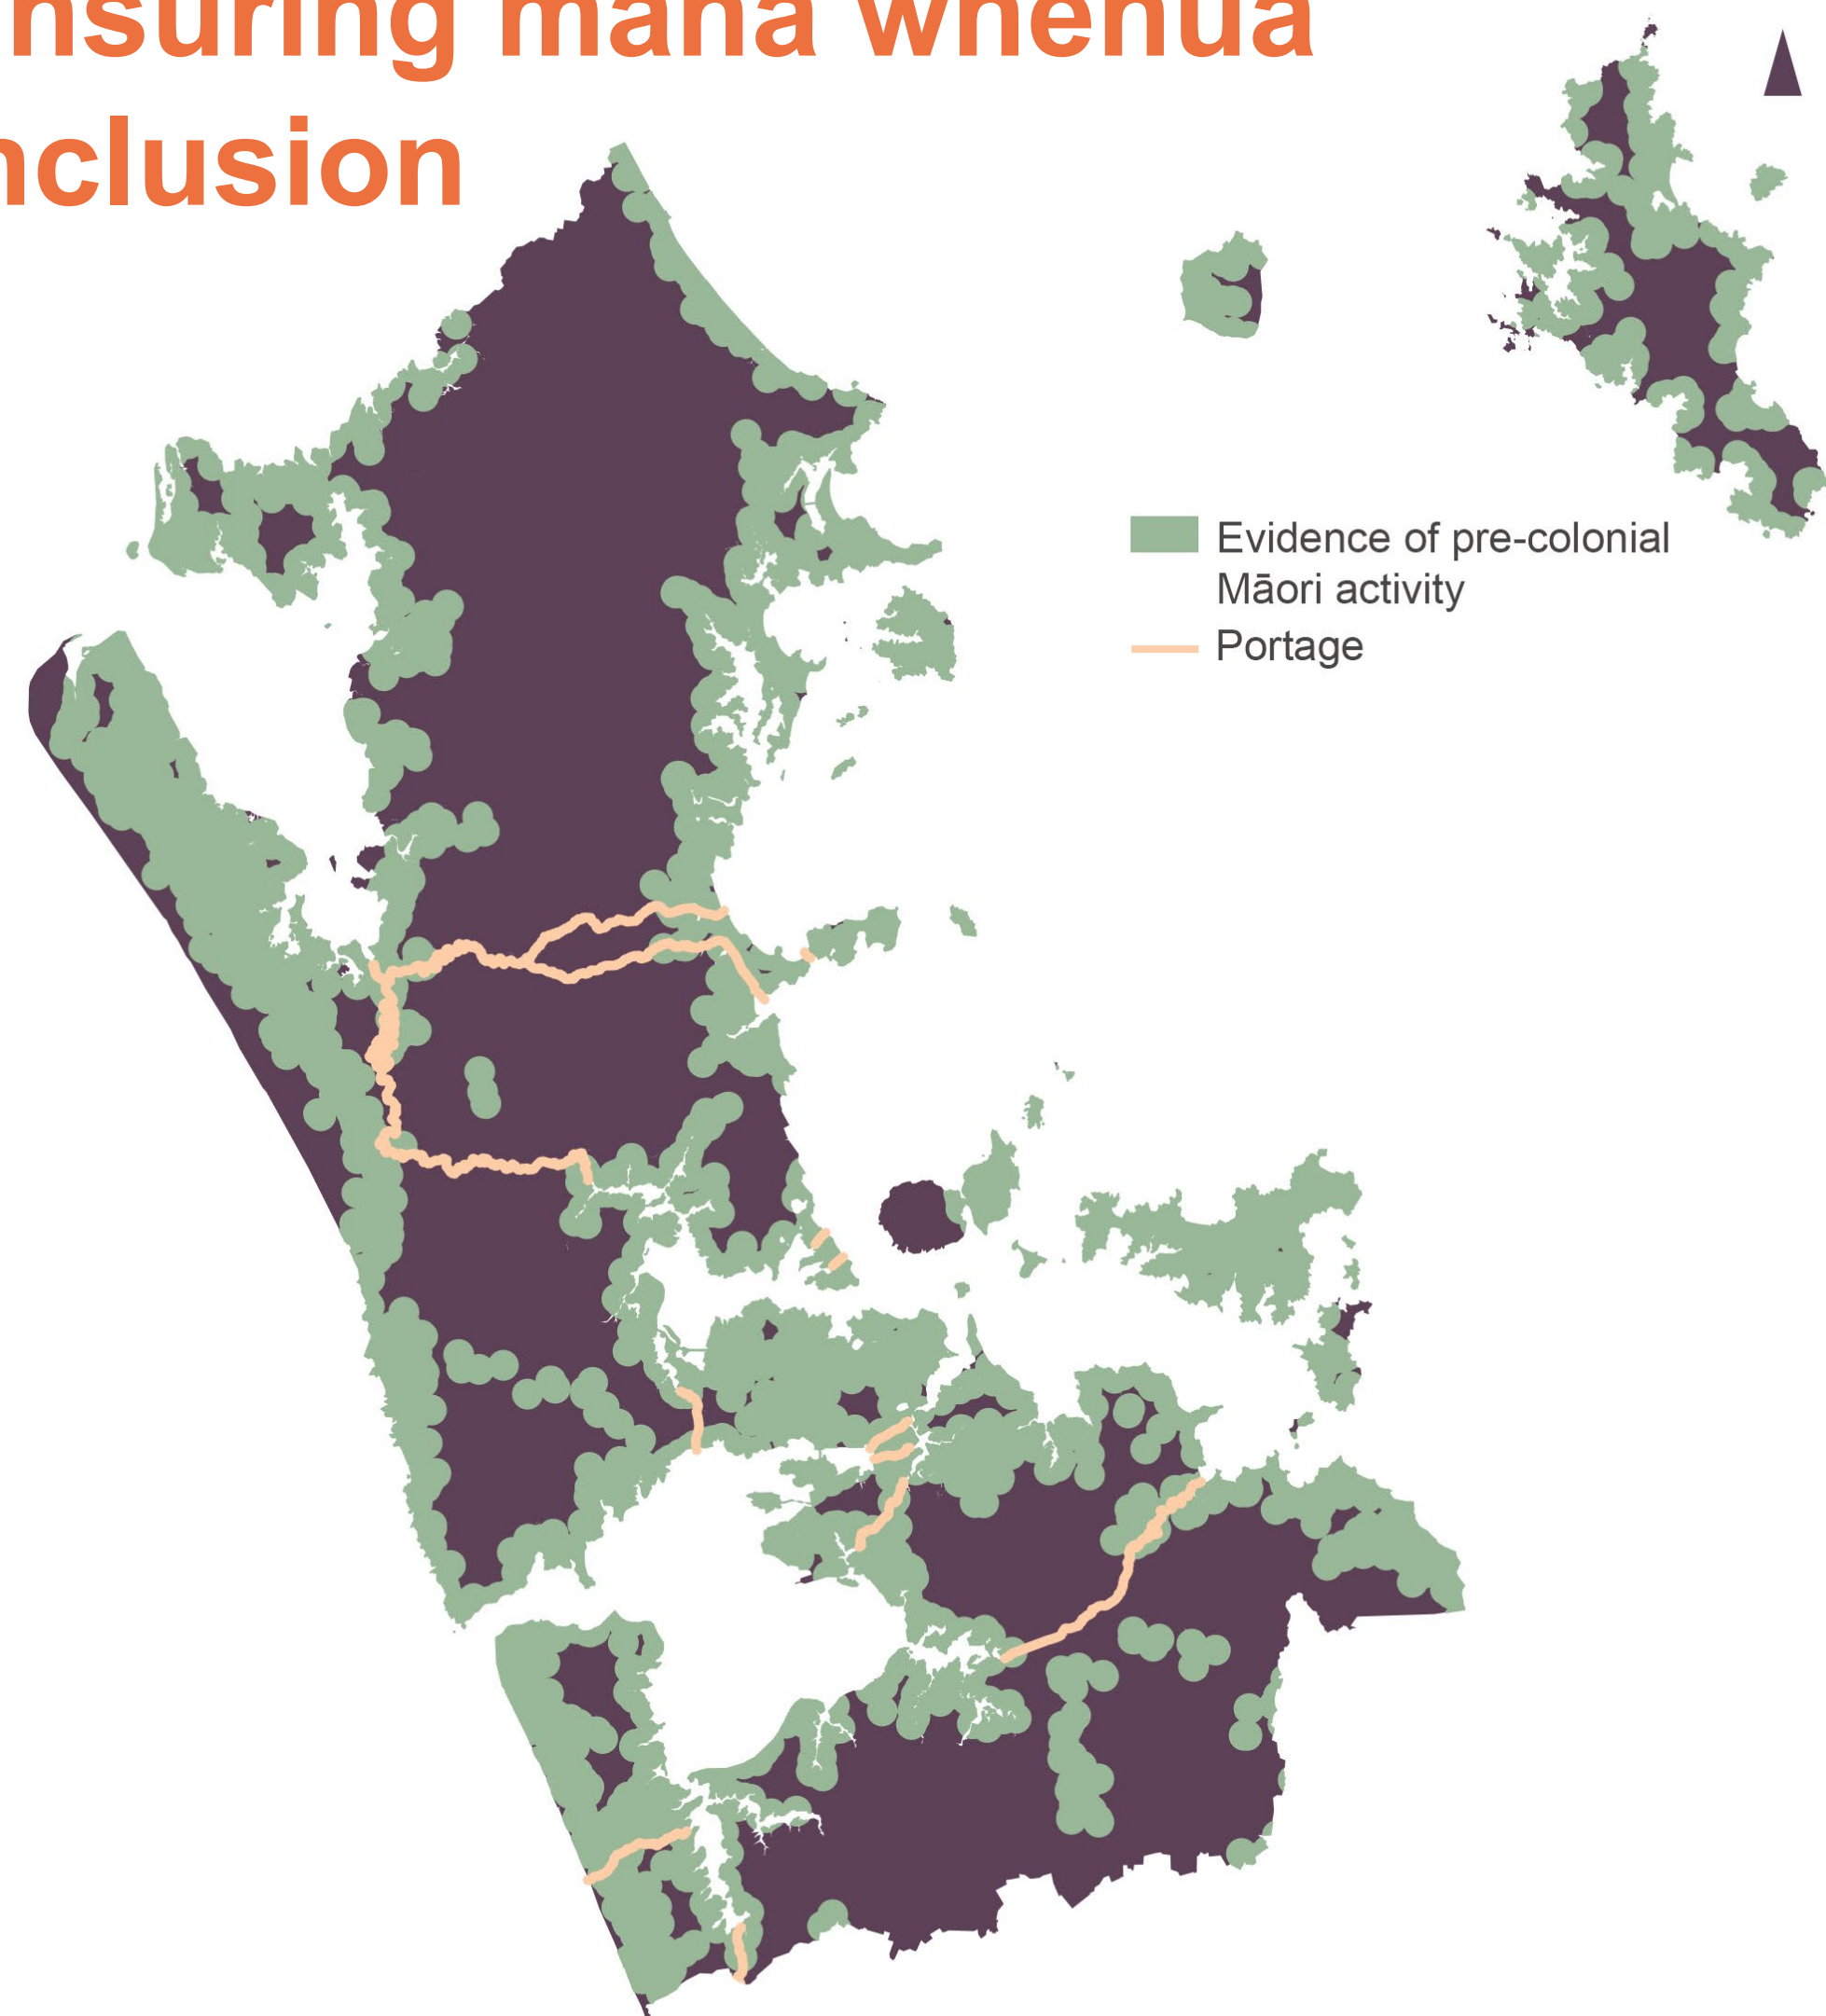 nsuring mana whenua
nclusion
Evidence of pre-colonial
Māori activity
Portage